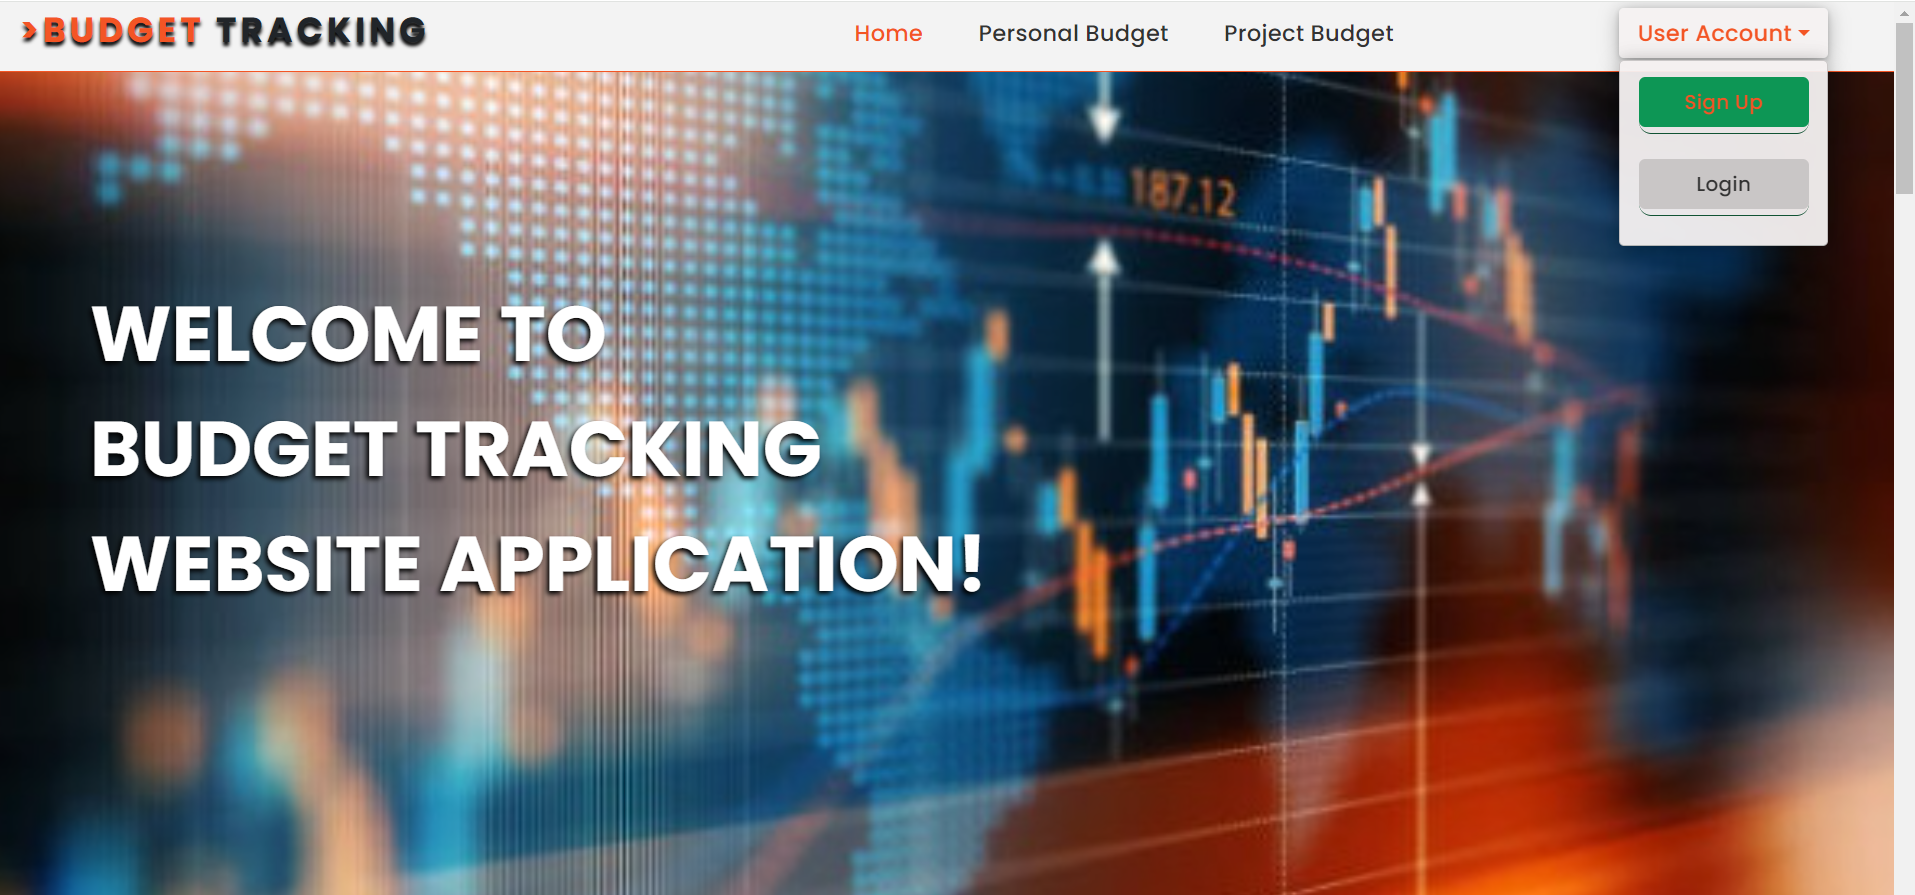 >BUDGET TRACKING
Home
Personal Budget
Project Budget
User Account
Sign Up
Login
187.12
WELCOME TO
BUDGET TRACKING
WEBSITE APPLICATION!